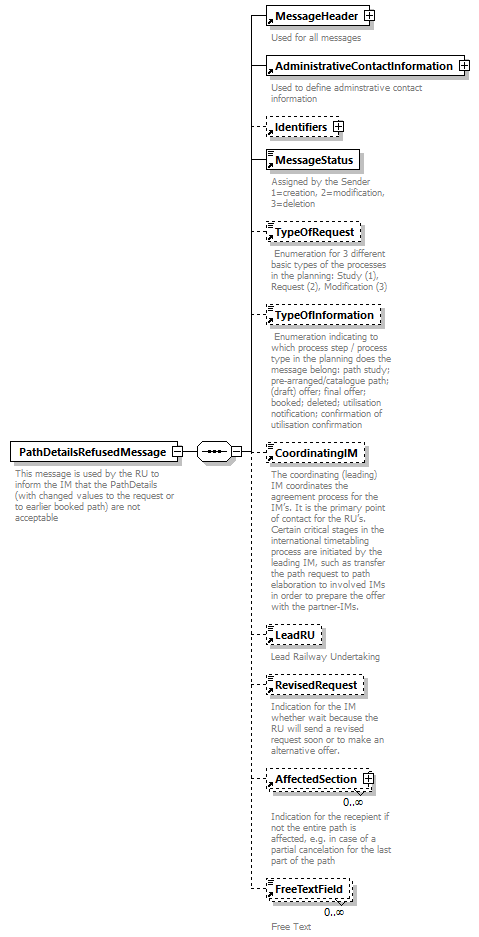 MessageHeader
Used for all messages
AdministrativeContactInformation
Used to define adminstrative contact
information
Identifiers
MessageStatus
Assigned by the Sender
1=creation, 2=modification,
3=deletion
TypeOfRequest
Enumeration for 3 different
basic types of the processes
in the planning: Study (1),
Request (2), Modification (3)
TypeOfInformation
Enumeration indicating to
which process step / process
type in the planning does the
message belong: path study;
pre-arranged/catalogue path;
(draft) offer; final offer;
booked; deleted; utilisation
notification; confirmation of
utilisation confirmation
PathDetailsRefusedMessage
This message is used by the RU to
inform the IM that the PathDetails
(with changed values to the request or
to earlier booked path) are not
acceptable
CoordinatingIM
The coordinating (leading)
IM coordinates the
agreement process for the
IM's. It is the primary point
of contact for the RU's.
Certain critical stages in the
international timetabling
process are initiated by the
leading IM, such as transfer
the path request to path
elaboration to involved IMs
in order to prepare the offer
with the partner-IMs.
LeadRU
Lead Railway Undertaking
RevisedRequest
Indication for the IM
whether wait because the
RU will send a revised
request soon or to make an
alternative offer.
AffectedSection
0..∞
Indication for the recepient if
not the entire path is
affected, e.g. in case of a
partial cancelation for the last
part of the path
FreeTextField
0..∞
Free Text